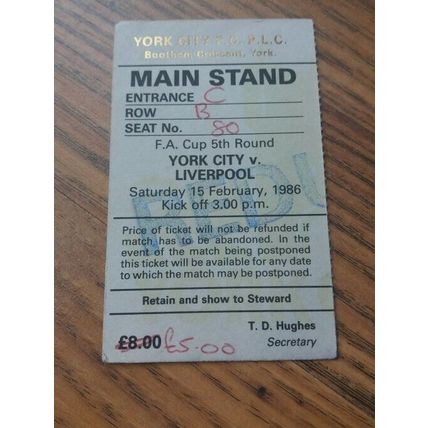 YORK CITY F.C. P.L.C.
Bootham Crescent, York.
MAIN STAND
ENTRANCE C
ROW B
SEAT No. 80
F.A. Cup 5th Round
YORK CITY v.
LIVERPOOL
Saturday 15 February, 1986
Kick off 3.00 p.m.
Price of ticket will not be refunded if
match has to be abandoned. In the
event of the match being postponed
this ticket will be available for any date
to which the match may be postponed.
Retain and show to Steward
£8.00 £5.00
T. D. Hughes
Secretary